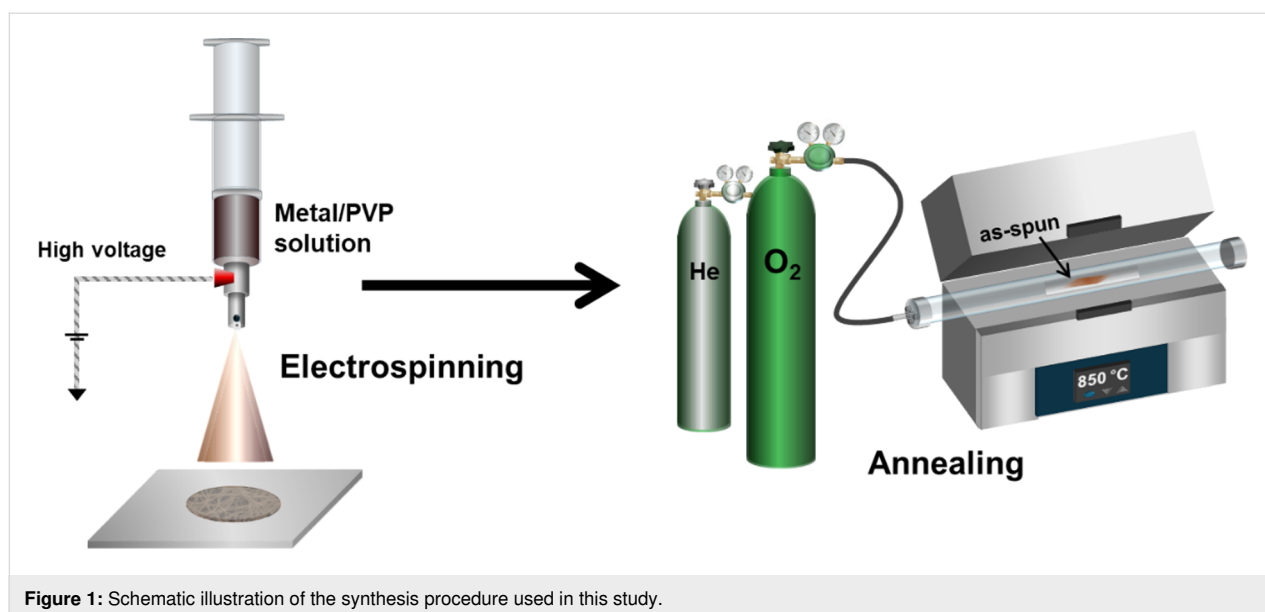 Metal/PVP
solution
High voltage
Electrospinning
He
O₂
as-spun
850 °C
Annealing
Figure 1: Schematic illustration of the synthesis procedure used in this study.